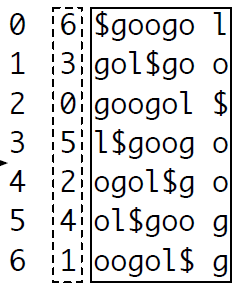 0 6 $googo l
1 3 gol$go o
2 0 googol $
3 5 l$goog o
4 2 ogol$g o
5 4 ol$goo g
6 1 oogol$ g